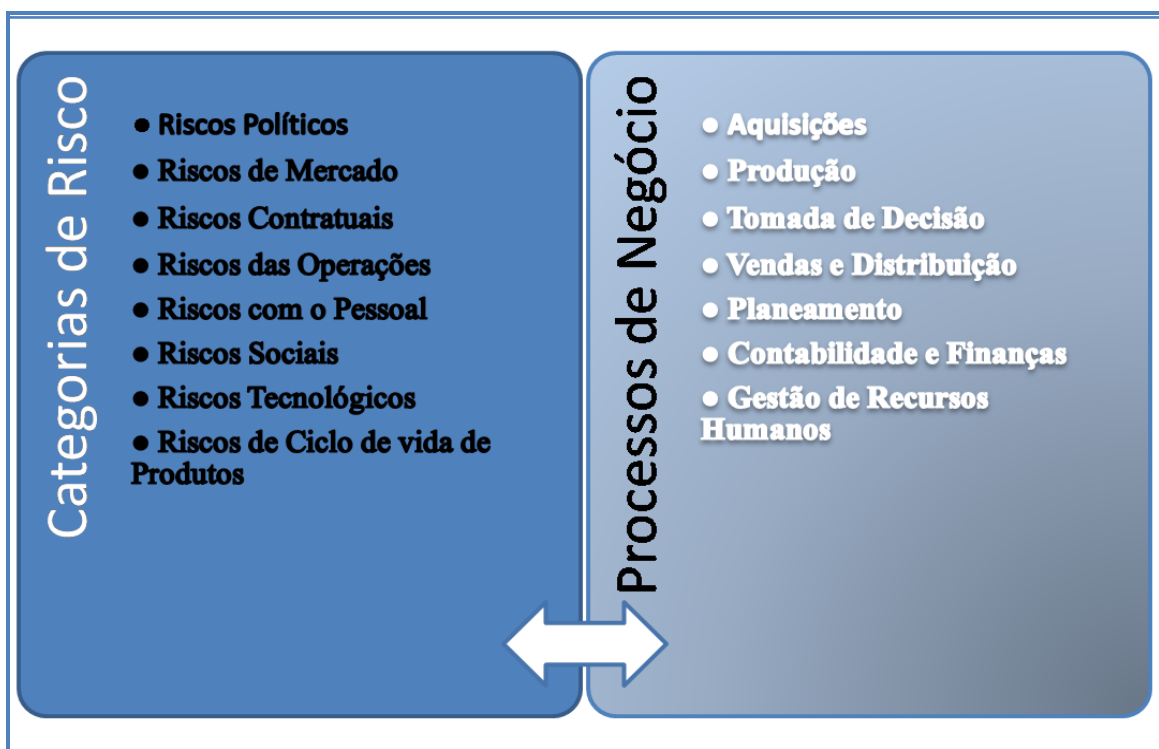 Categorias de Risco
● Riscos Políticos
● Riscos de Mercado
● Riscos Contratuais
● Riscos das Operações
● Riscos com o Pessoal
● Riscos Sociais
● Riscos Tecnológicos
● Riscos de Ciclo de vida de
Produtos
Processos de Negócio
● Aquisições
● Produção
● Tomada de Decisão
● Vendas e Distribuição
● Planeamento
● Contabilidade e Finanças
● Gestão de Recursos
Humanos